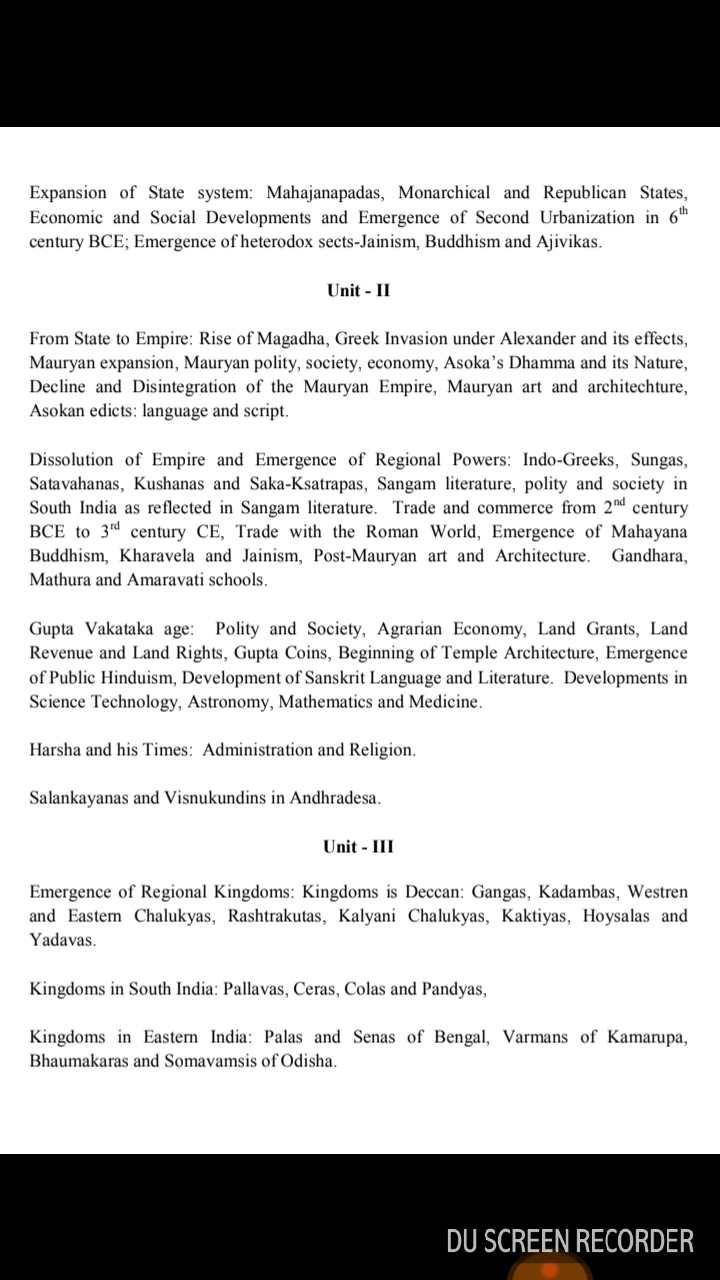 Expansion of State system: Mahajanapadas, Monarchical and Republican States,
Economic and Social Developments and Emergence of Second Urbanization in 6th
century BCE; Emergence of heterodox sects-Jainism, Buddhism and Ajivikas.
Unit - II
From State to Empire: Rise of Magadha, Greek Invasion under Alexander and its effects,
Mauryan expansion, Mauryan polity, society, economy, Asoka's Dhamma and its Nature,
Decline and Disintegration of the Mauryan Empire, Mauryan art and architechture,
Asokan edicts: language and script.
Dissolution of Empire and Emergence of Regional Powers: Indo-Greeks, Sungas,
Satavahanas, Kushanas and Saka-Ksatrapas, Sangam literature, polity and society in
South India as reflected in Sangam literature. Trade and commerce from 2nd century
BCE to 3rd century CE, Trade with the Roman World, Emergence of Mahayana
Buddhism, Kharavela and Jainism, Post-Mauryan art and Architecture. Gandhara,
Mathura and Amaravati schools.
Gupta Vakataka age: Polity and Society, Agrarian Economy, Land Grants, Land
Revenue and Land Rights, Gupta Coins, Beginning of Temple Architecture, Emergence
of Public Hinduism, Development of Sanskrit Language and Literature. Developments in
Science Technology, Astronomy, Mathematics and Medicine.
Harsha and his Times: Administration and Religion.
Salankayanas and Visnukundins in Andhradesa.
Unit - III
Emergence of Regional Kingdoms: Kingdoms is Deccan: Gangas, Kadambas, Westren
and Eastern Chalukyas, Rashtrakutas, Kalyani Chalukyas, Kaktiyas, Hoysalas and
Yadavas.
Kingdoms in South India: Pallavas, Ceras, Colas and Pandyas,
Kingdoms in Eastern India: Palas and Senas of Bengal, Varmans of Kamarupa,
Bhaumakaras and Somavamsis of Odisha.
DU SCREEN RECORDER